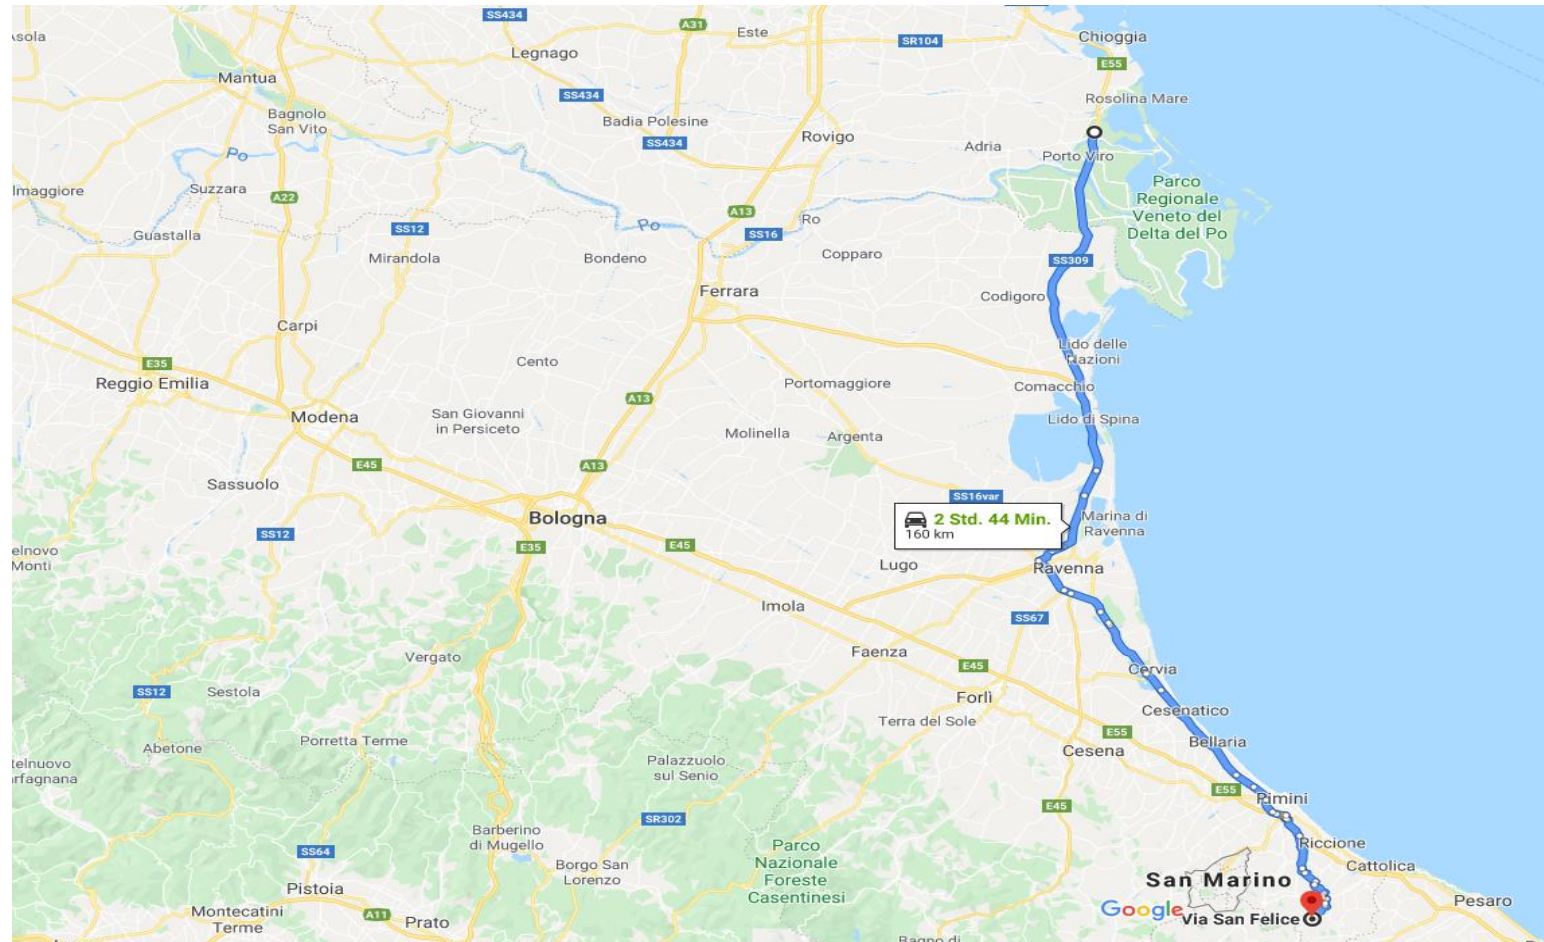 SS434
A31
Este
SR104
Chioggia
Legnago
E55
Mantua
SS434
Rosolina Mare
Bagnolo
San Vito
Badia Polesine
Rovigo
SS434
Adria
Porto Viro
Po
Suzzara
A22
Parco
Regionale
Veneto del
Delta del Po
A13
Ro
Po
SS12
SS16
Guastalla
Mirandola
Bondeno
Copparo
SS309
Ferrara
Codigoro
Carpi
Lido delle
Nazioni
E35
Cento
Reggio Emilia
Portomaggiore
Comacchio
A13
Modena
San Giovanni
in Persiceto
Lido di Spina
Molinella
Argenta
E45
A13
Sassuolo
SS16var
Bologna
2 Std. 44 Min.
160 km
Marina di
Ravenna
SS12
E35
E45
Lugo
Ravenna
Imola
SS67
Vergato
Faenza
E45
Cervia
SS12
Sestola
Forlì
Terra del Sole
Cesenatico
E55
Abetone
Porretta Terme
Cesena
Bellaria
Palazzuolo
sul Senio
E55
Rimini
E45
SR302
Barberino
di Mugello
Riccione
SS64
Parco
Nazionale
Foreste
Casentinesi
Borgo San
Lorenzo
Cattolica
San Marino
Pistoia
Pesaro
Montecatini
Terme
A11
Prato
Google
Via San Felice
Bagno di